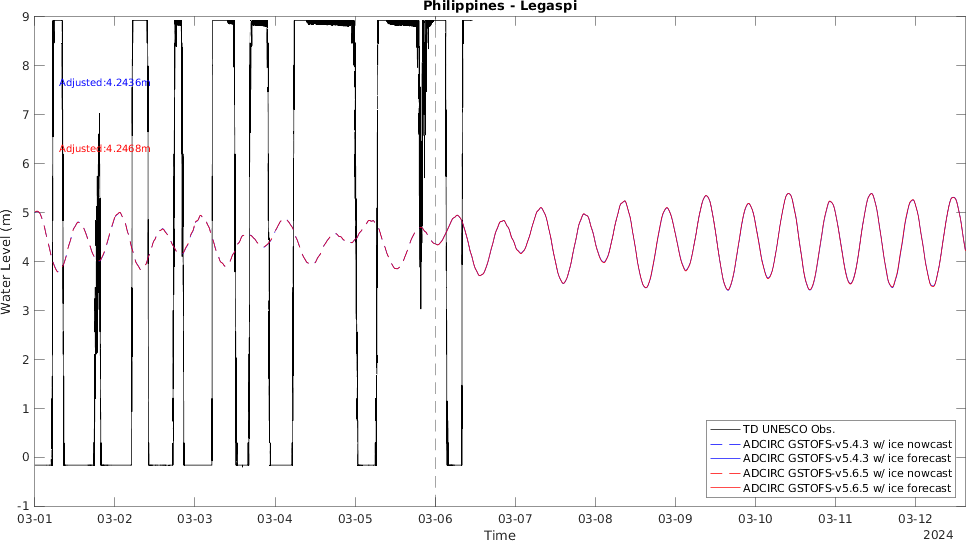 Philippines - Legaspi
9
8
7
6
5
4
3
2
1
0
-1
Water Level (m)
Adjusted:4.2436m
Adjusted:4.2468m
TD UNESCO Obs.
ADCIRC GSTOFS-v5.4.3 w/ ice nowcast
ADCIRC GSTOFS-v5.4.3 w/ ice forecast
ADCIRC GSTOFS-v5.6.5 w/ ice nowcast
ADCIRC GSTOFS-v5.6.5 w/ ice forecast
03-01 03-02 03-03 03-04 03-05 03-06 03-07 03-08 03-09 03-10 03-11 03-12
Time
2024